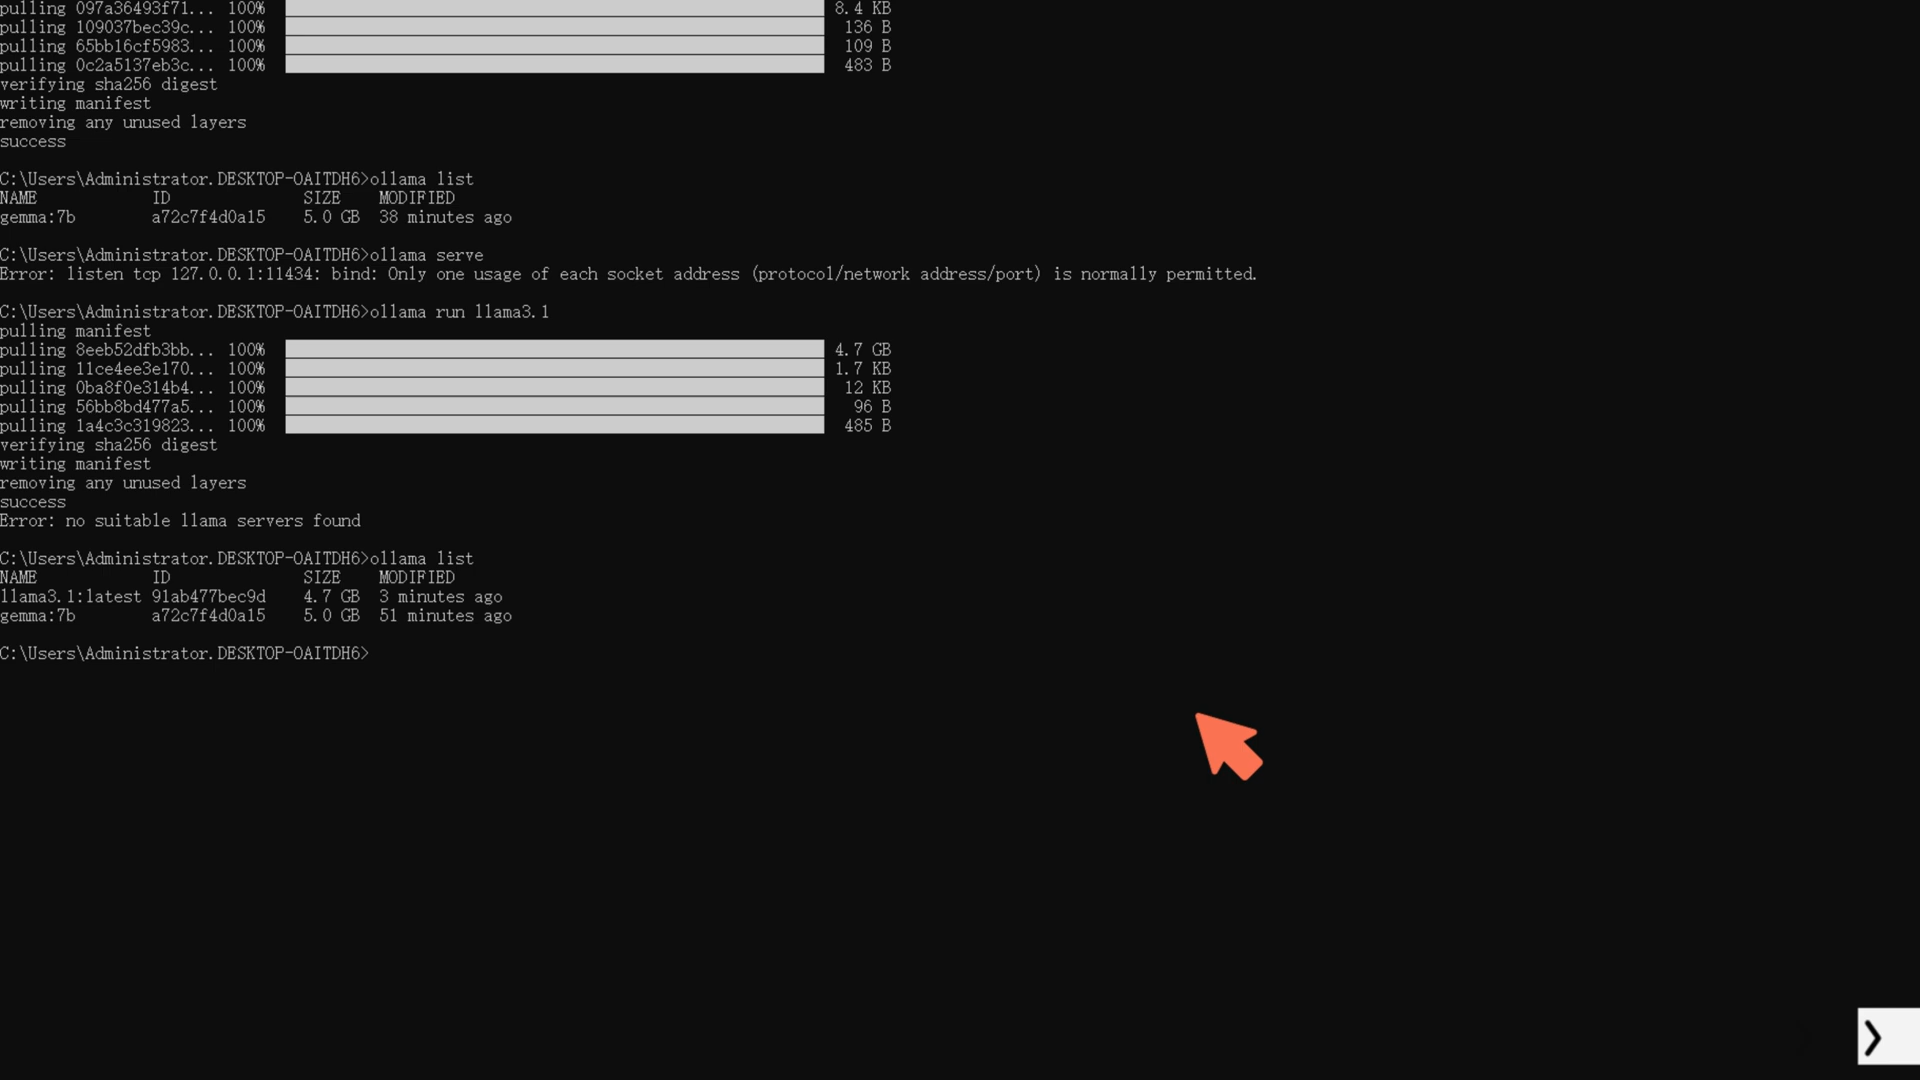 pulling 097a36493f71... 100% 8.4 KB
pulling 109037bec39c... 100% 136 B
pulling 65bb16cf5983... 100% 109 B
pulling 0c2a5137eb3c... 100% 483 B
verifying sha256 digest
writing manifest
removing any unused layers
success
C:\Users\Administrator.DESKTOP-OAITDH6>ollama list
NAME ID SIZE MODIFIED
gemma:7b a72c7f4d0a15 5.0 GB 38 minutes ago
C:\Users\Administrator.DESKTOP-OAITDH6>ollama serve
Error: listen tcp 127.0.0.1:11434: bind: Only one usage of each socket address (protocol/network address/port) is normally permitted.
C:\Users\Administrator.DESKTOP-OAITDH6>ollama run llama3.1
pulling manifest
pulling 8eeb52dfb3bb... 100% 4.7 GB
pulling 11ce4ee3e170... 100% 1.7 KB
pulling 0ba8f0e314b4... 100% 12 KB
pulling 56bb8bd477a5... 100% 96 B
pulling 1a4c3c319823... 100% 485 B
verifying sha256 digest
writing manifest
removing any unused layers
success
Error: no suitable llama servers found
C:\Users\Administrator.DESKTOP-OAITDH6>ollama list
NAME ID SIZE MODIFIED
llama3.1:latest 91ab477bec9d 4.7 GB 3 minutes ago
gemma:7b a72c7f4d0a15 5.0 GB 51 minutes ago
C:\Users\Administrator.DESKTOP-OAITDH6>